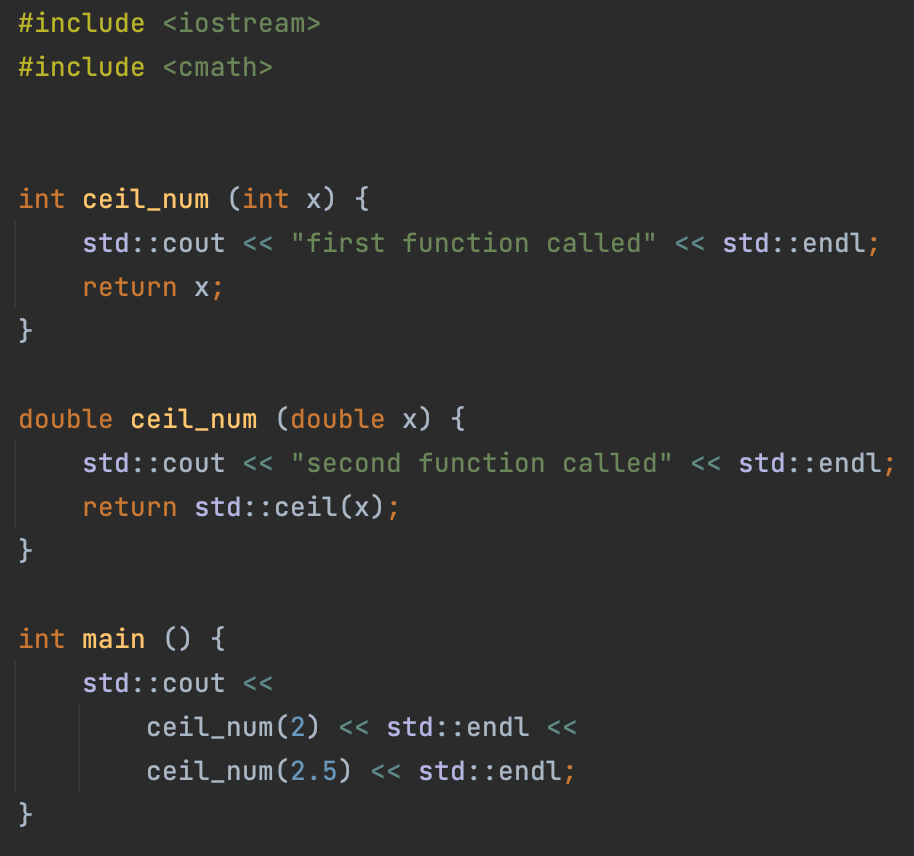 #include <iostream>
#include <cmath>
int ceil_num (int x) {
    std::cout << "first function called" << std::endl;
    return x;
}
double ceil_num (double x) {
    std::cout << "second function called" << std::endl;
    return std::ceil(x);
}
int main () {
    std::cout <<
        ceil_num(2) << std::endl <<
        ceil_num(2.5) << std::endl;
}